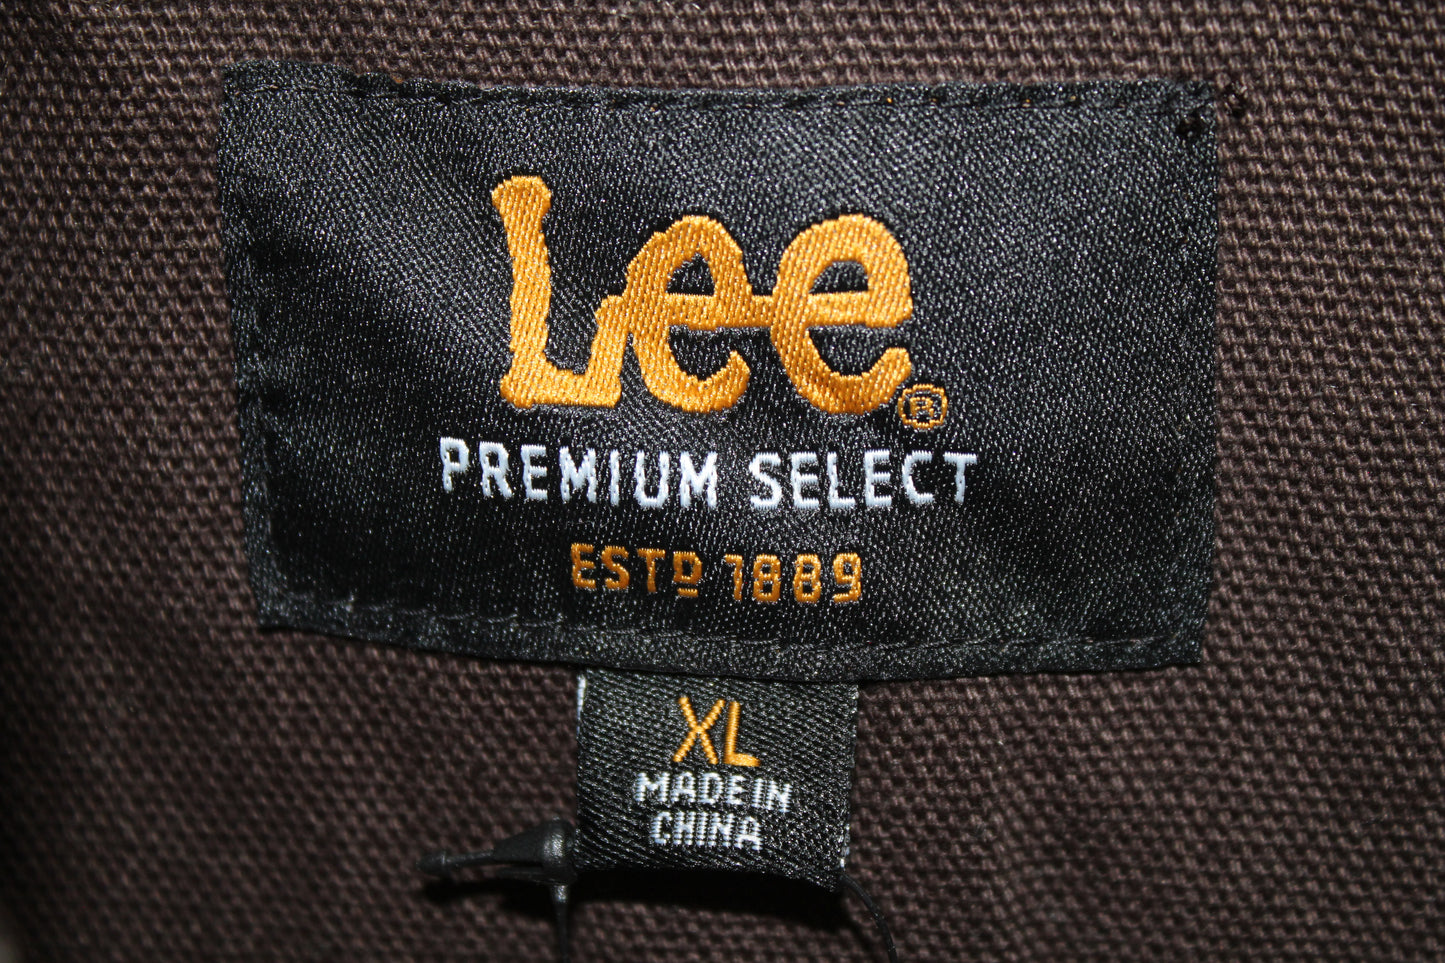 Lee®
PREMIUM SELECT
ESTD 1889
XL
MADE IN
CHINA